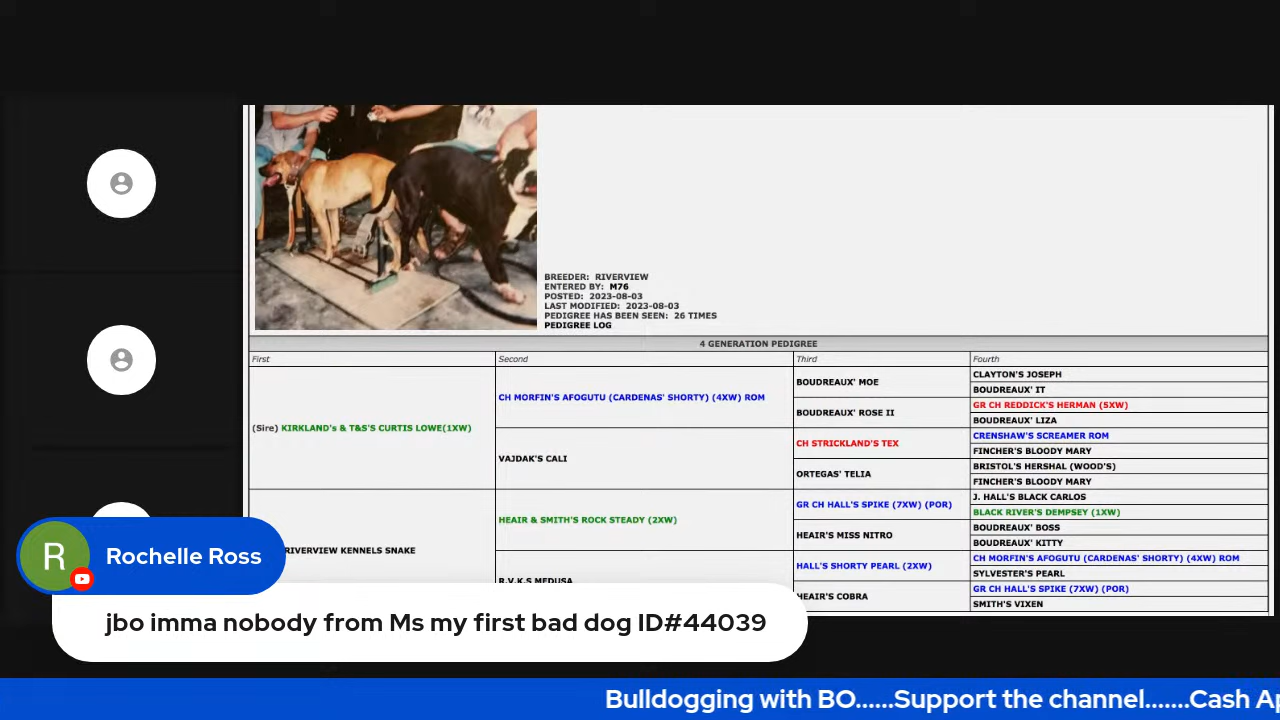 BREEDER: RIVERVIEW
ENTERED BY: M76
POSTED: 2023-08-03
LAST MODIFIED: 2023-08-03
PEDIGREE HAS BEEN SEEN: 26 TIMES
PEDIGREE LOG
4 GENERATION PEDIGREE
First Second Third Fourth
(Sire) KIRKLAND's & T&S'S CURTIS LOWE(1XW)
RIVERVIEW KENNELS SNAKE
CH MORFIN'S AFOGUTU (CARDENAS' SHORTY) (4XW) ROM
VAJDAK'S CALI
HEAIR & SMITH'S ROCK STEADY (2XW)
R.V.K.S MEDUSA
BOUDREAUX' MOE
BOUDREAUX' ROSE II
CH STRICKLAND'S TEX
ORTEGAS' TELIA
GR CH HALL'S SPIKE (7XW) (POR)
HEAIR'S MISS NITRO
HALL'S SHORTY PEARL (2XW)
HEAIR'S COBRA
CLAYTON'S JOSEPH
BOUDREAUX' IT
GR CH REDDICK'S HERMAN (5XW)
BOUDREAUX' LIZA
CRENSHAW'S SCREAMER ROM
FINCHER'S BLOODY MARY
BRISTOL'S HERSHAL (WOOD'S)
FINCHER'S BLOODY MARY
J. HALL'S BLACK CARLOS
BLACK RIVER'S DEMPSEY (1XW)
BOUDREAUX' BOSS
BOUDREAUX' KITTY
CH MORFIN'S AFOGUTU (CARDENAS' SHORTY) (4XW) ROM
SYLVESTER'S PEARL
GR CH HALL'S SPIKE (7XW) (POR)
SMITH'S VIXEN
R
Rochelle Ross
jbo imma nobody from Ms my first bad dog ID#44039
Bulldogging with BO......Support the channel.......Cash Ap